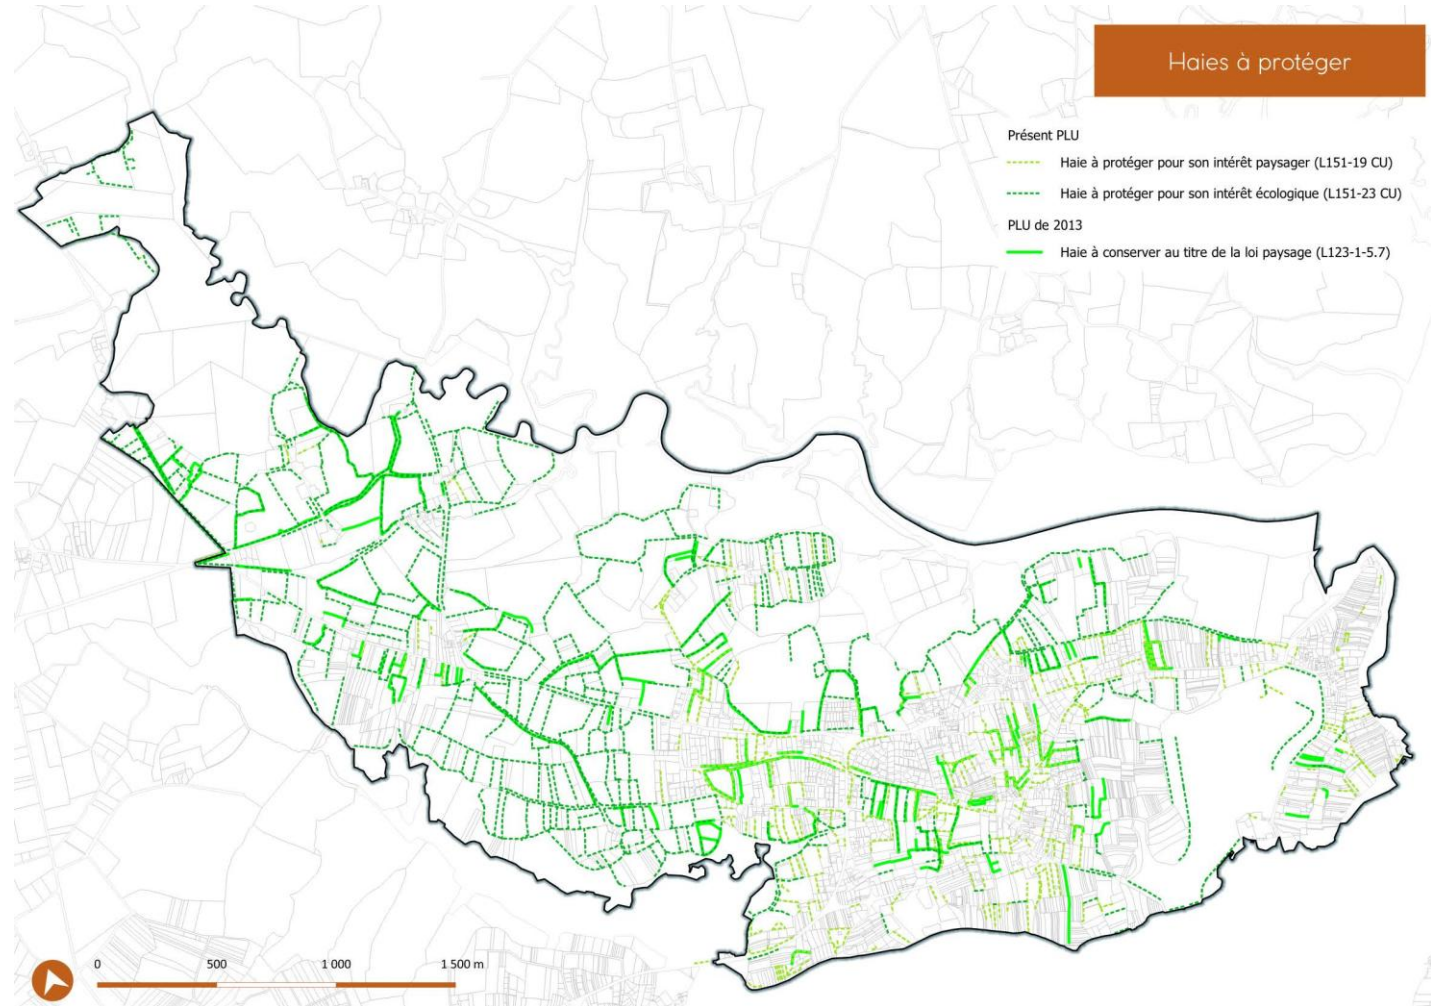 Haies à protéger
Présent PLU
Haie à protéger pour son intérêt paysager (L151-19 CU)
Haie à protéger pour son intérêt écologique (L151-23 CU)
PLU de 2013
Haie à conserver au titre de la loi paysage (L123-1-5.7)
0 500 1 000 1 500 m